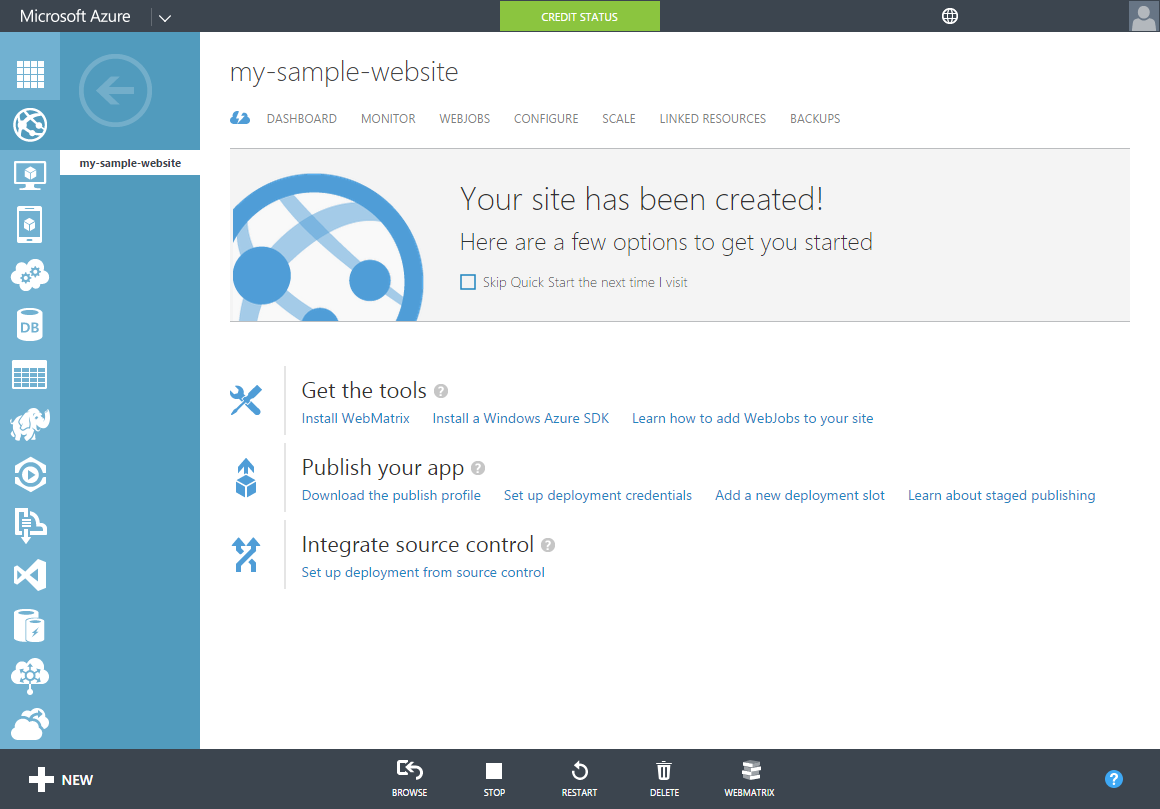 Microsoft Azure
CREDIT STATUS
my-sample-website
my-sample-website
DASHBOARD MONITOR WEBJOBS CONFIGURE SCALE LINKED RESOURCES BACKUPS
Your site has been created!
Here are a few options to get you started
Skip Quick Start the next time I visit
DB
Get the tools ?
Install WebMatrix Install a Windows Azure SDK Learn how to add WebJobs to your site
Publish your app ?
Download the publish profile Set up deployment credentials Add a new deployment slot Learn about staged publishing
Integrate source control ?
Set up deployment from source control
NEW
BROWSE STOP RESTART DELETE WEBMATRIX
?